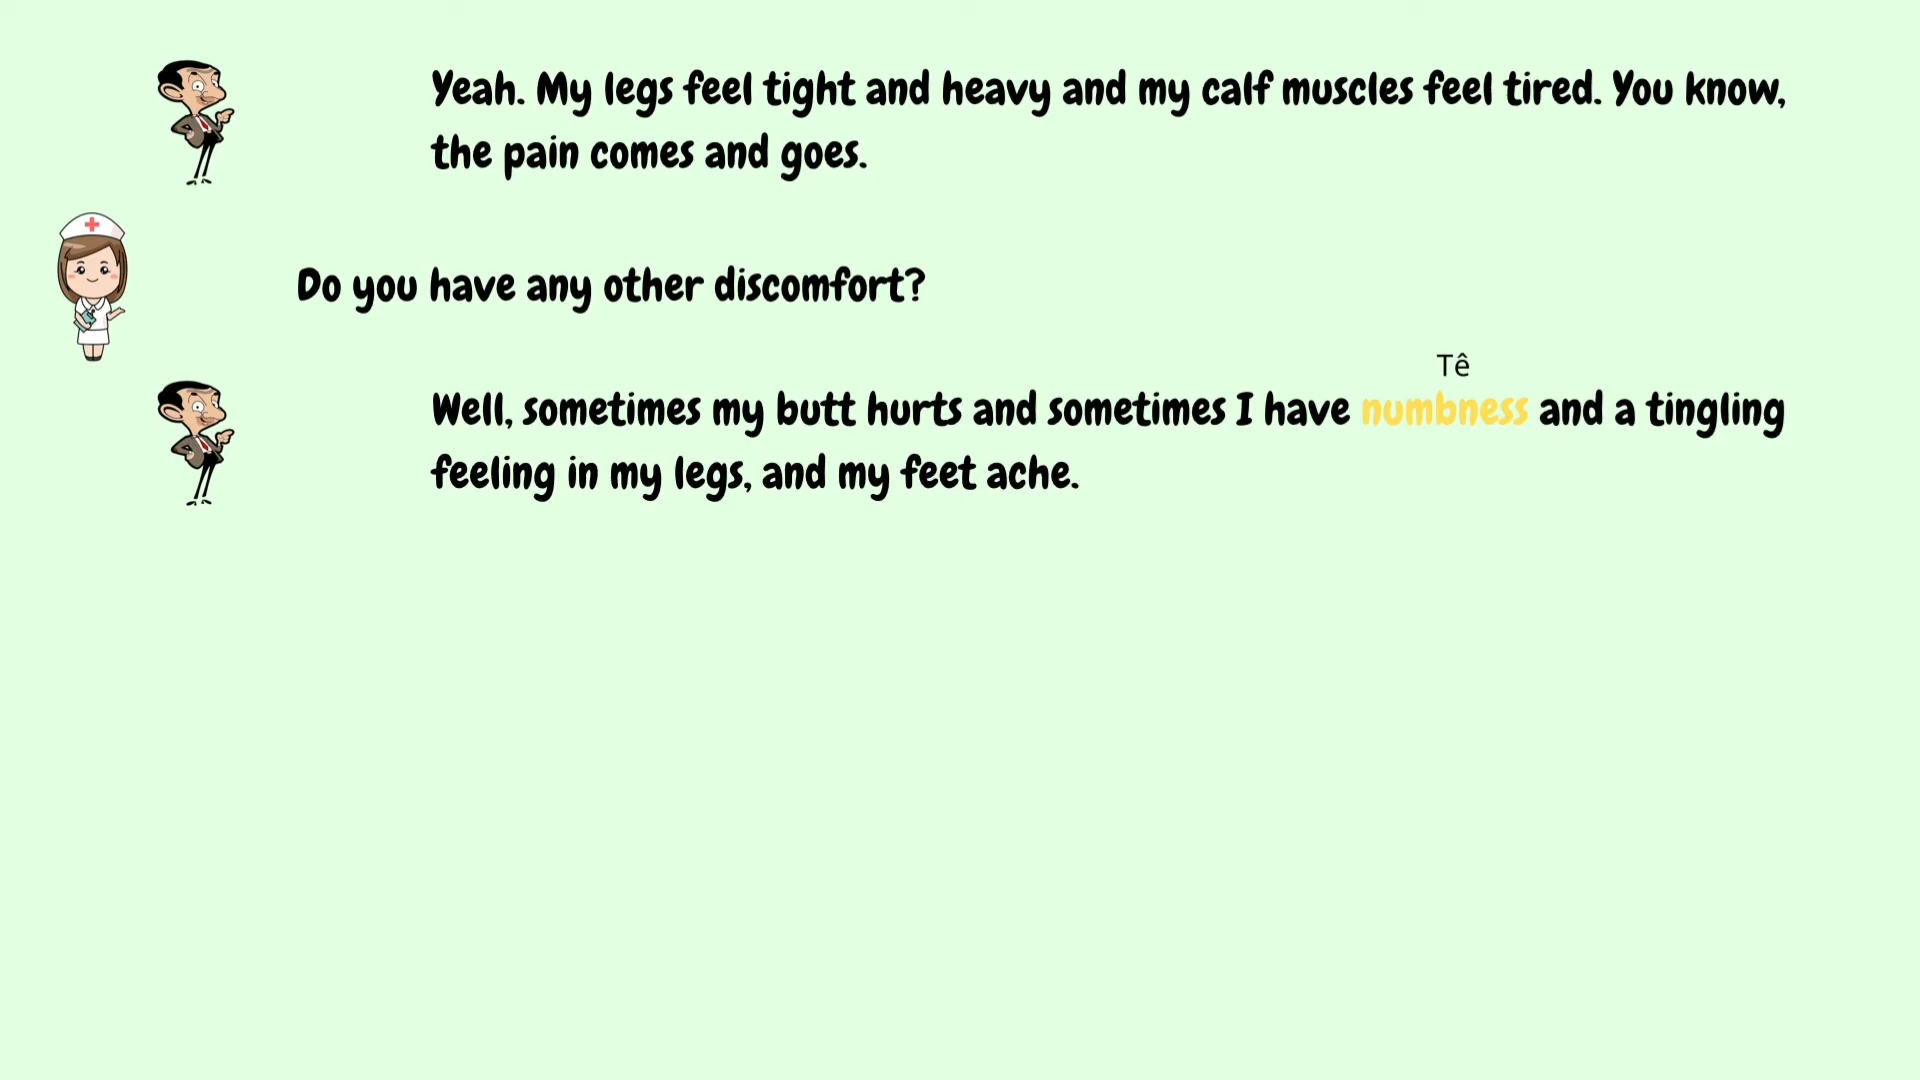 Yeah. My legs feel tight and heavy and my calf muscles feel tired. You know,
the pain comes and goes.
Do you have any other discomfort?
Tê
Well, sometimes my butt hurts and sometimes I have numbness and a tingling
feeling in my legs, and my feet ache.